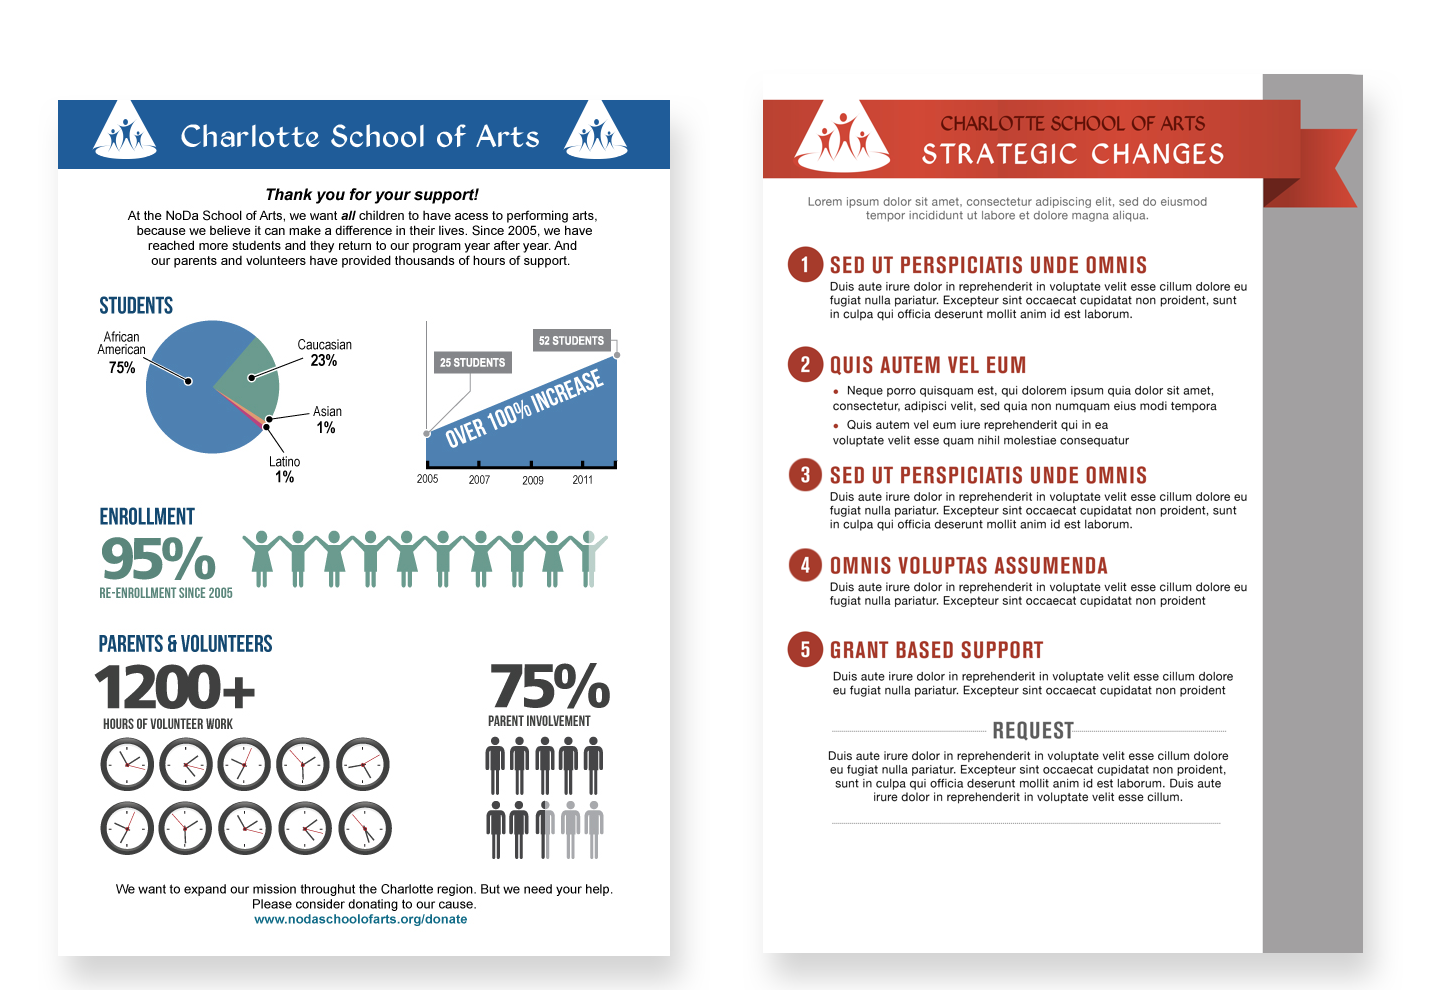 Charlotte School of Arts
Thank you for your support!
At the NoDa School of Arts, we want all children to have acess to performing arts,
because we believe it can make a difference in their lives. Since 2005, we have
reached more students and they return to our program year after year. And
our parents and volunteers have provided thousands of hours of support.
STUDENTS
African
American
75%
Caucasian
23%
Asian
1%
Latino
1%
25 STUDENTS
52 STUDENTS
OVER 100% INCREASE
2005
2007
2009
2011
ENROLLMENT
95%
RE-ENROLLMENT SINCE 2005
PARENTS & VOLUNTEERS
1200+
HOURS OF VOLUNTEER WORK
75%
PARENT INVOLVEMENT
We want to expand our mission throughut the Charlotte region. But we need your help.
Please consider donating to our cause.
www.nodaschoolofarts.org/donate
CHARLOTTE SCHOOL OF ARTS
STRATEGIC CHANGES
Lorem ipsum dolor sit amet, consectetur adipiscing elit, sed do eiusmod
tempor incididunt ut labore et dolore magna aliqua.
1 SED UT PERSPICIATIS UNDE OMNIS
Duis aute irure dolor in reprehenderit in voluptate velit esse cillum dolore eu
fugiat nulla pariatur. Excepteur sint occaecat cupidatat non proident, sunt
in culpa qui officia deserunt mollit anim id est laborum.
2 QUIS AUTEM VEL EUM
• Neque porro quisquam est, qui dolorem ipsum quia dolor sit amet,
consectetur, adipisci velit, sed quia non numquam eius modi tempora
• Quis autem vel eum iure reprehenderit qui in ea
voluptate velit esse quam nihil molestiae consequatur
3 SED UT PERSPICIATIS UNDE OMNIS
Duis aute irure dolor in reprehenderit in voluptate velit esse cillum dolore eu
fugiat nulla pariatur. Excepteur sint occaecat cupidatat non proident, sunt
in culpa qui officia deserunt mollit anim id est laborum.
4 OMNIS VOLUPTAS ASSUMENDA
Duis aute irure dolor in reprehenderit in voluptate velit esse cillum dolore eu
fugiat nulla pariatur. Excepteur sint occaecat cupidatat non proident
5 GRANT BASED SUPPORT
Duis aute irure dolor in reprehenderit in voluptate velit esse cillum dolore
eu fugiat nulla pariatur. Excepteur sint occaecat cupidatat non proident
REQUEST
Duis aute irure dolor in reprehenderit in voluptate velit esse cillum dolore
eu fugiat nulla pariatur. Excepteur sint occaecat cupidatat non proident,
sunt in culpa qui officia deserunt mollit anim id est laborum. Duis aute
irure dolor in reprehenderit in voluptate velit esse cillum.